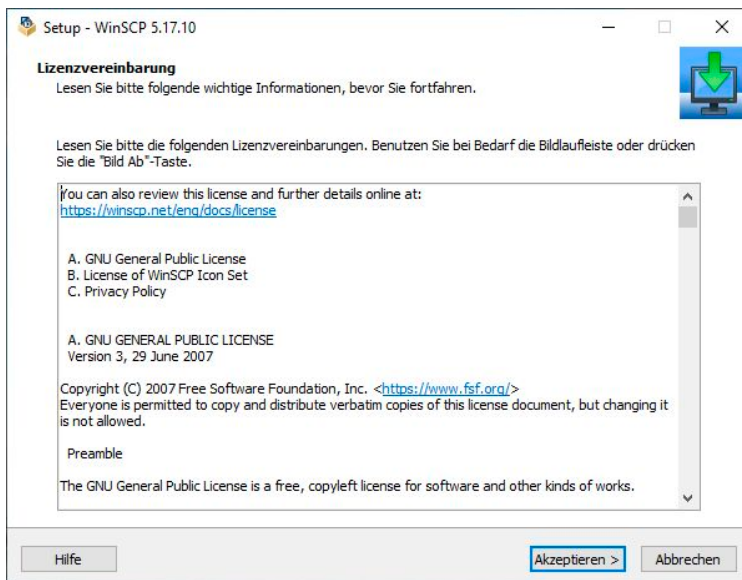 Setup - WinSCP 5.17.10
Lizenzvereinbarung
Lesen Sie bitte folgende wichtige Informationen, bevor Sie fortfahren.
Lesen Sie bitte die folgenden Lizenzvereinbarungen. Benutzen Sie bei Bedarf die Bildlaufleiste oder drücken
Sie die "Bild Ab"-Taste.
You can also review this license and further details online at:
https://winscp.net/eng/docs/license
A. GNU General Public License
B. License of WinSCP Icon Set
C. Privacy Policy
A. GNU GENERAL PUBLIC LICENSE
Version 3, 29 June 2007
Copyright (C) 2007 Free Software Foundation, Inc. <https://www.fsf.org/>
Everyone is permitted to copy and distribute verbatim copies of this license document, but changing it
is not allowed.
Preamble
The GNU General Public License is a free, copyleft license for software and other kinds of works.
Hilfe
Akzeptieren >
Abbrechen